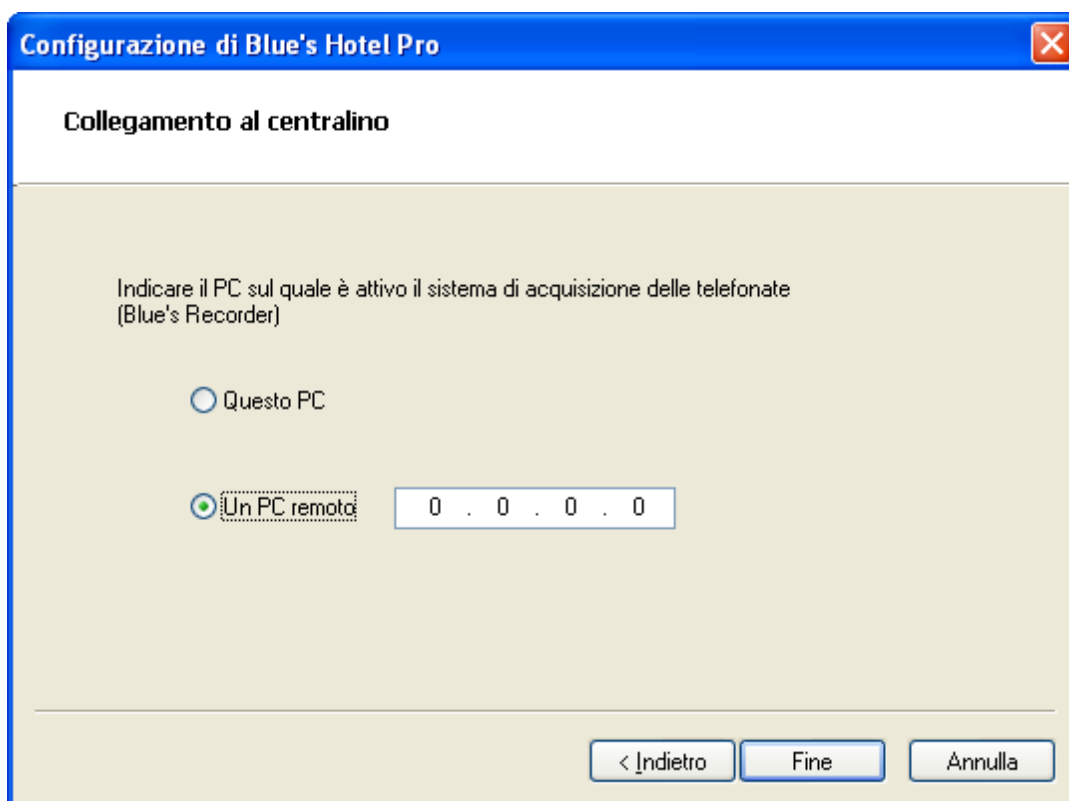 Configurazione di Blue's Hotel Pro
Collegamento al centralino
Indicare il PC sul quale è attivo il sistema di acquisizione delle telefonate
(Blue's Recorder)
Questo PC
Un PC remoto 0 . 0 . 0 . 0
< Indietro Fine Annulla